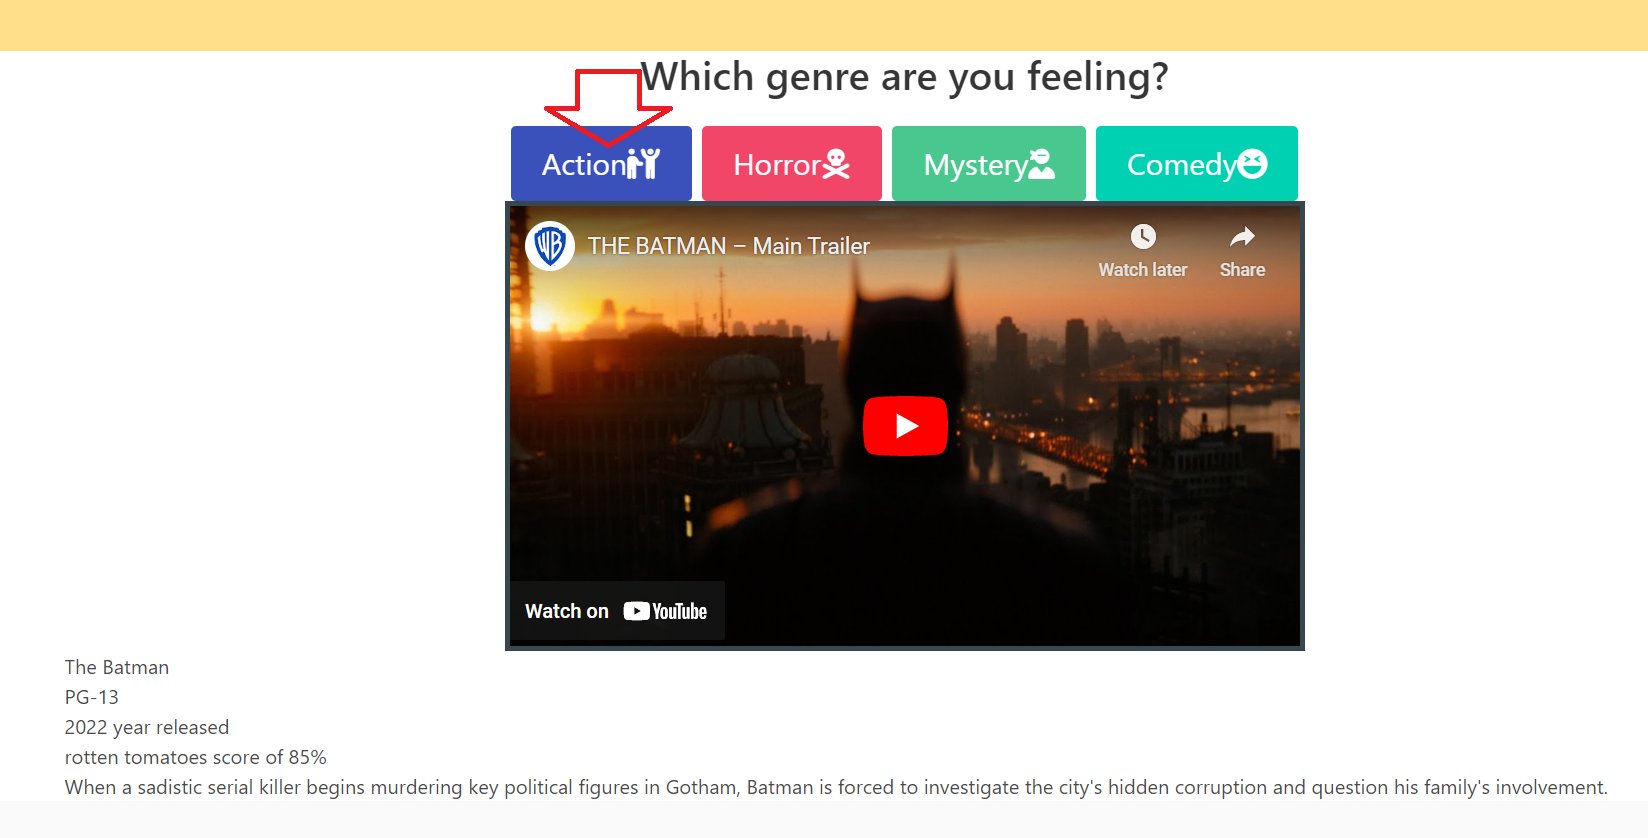 Which genre are you feeling?
Action Horror Mystery Comedy
WB THE BATMAN – Main Trailer
Watch later Share
Watch on YouTube
The Batman
PG-13
2022 year released
rotten tomatoes score of 85%
When a sadistic serial killer begins murdering key political figures in Gotham, Batman is forced to investigate the city's hidden corruption and question his family's involvement.